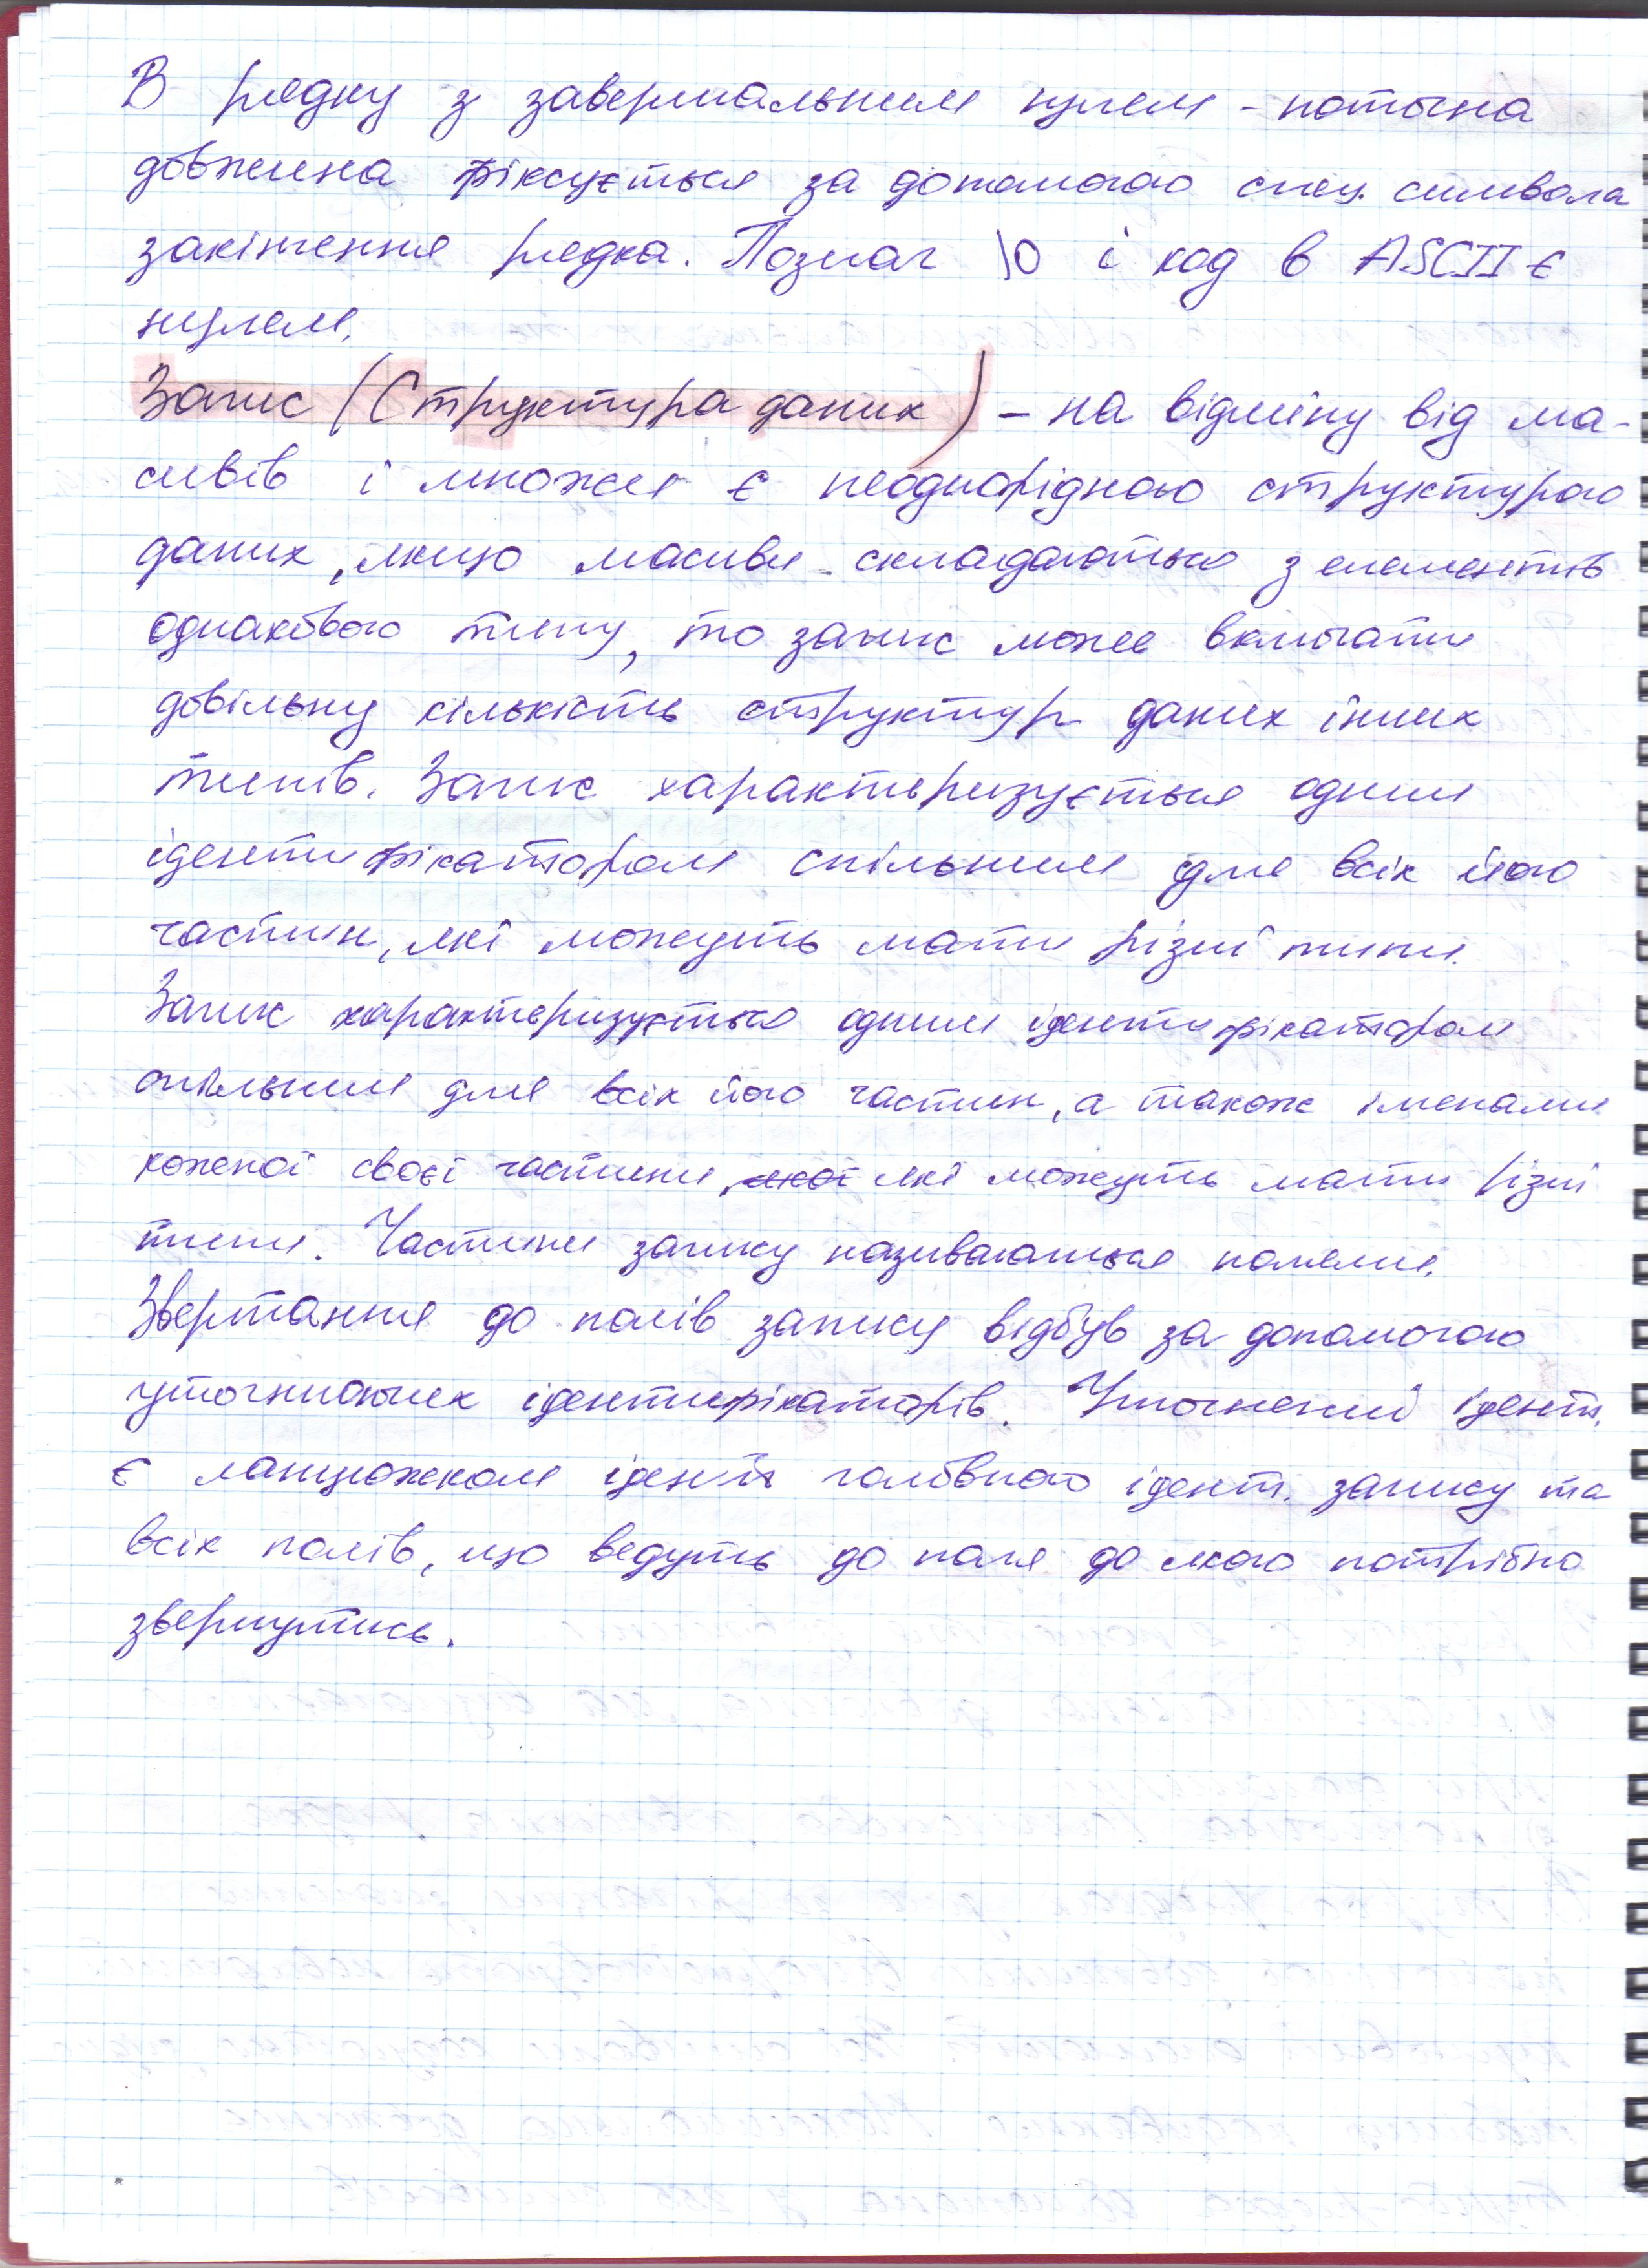 В рядку з завершальним нулем - поточна
довжина фіксується за допомогою спец. символа
закінчення рядка. Познач \0 і код в ASCII є
нулем.
Запис (Структура даних) - на відміну від ма-
сивів і множин є неоднорідною структурою
даних, якщо масиви складаються з елементів
однакового типу, то запис може включати
довільну кількість структур даних інших
типів. Запис характеризується одним
ідентифікатором спільним для всіх його
частин, які можуть мати різні типи.
Запис характеризується одним ідентифікатором
спільним для всіх його частин, а також іменами
кожної своєї частини, які можуть мати різні
типи. Частини запису називаються полями.
Звертання до полів запису відбув за допомогою
уточнюючих ідентифікаторів. Уточнений ідент.
є ланцюжком ідент головного ідент. запису та
всіх полів, що ведуть до поля до якого потрібно
звернутись.